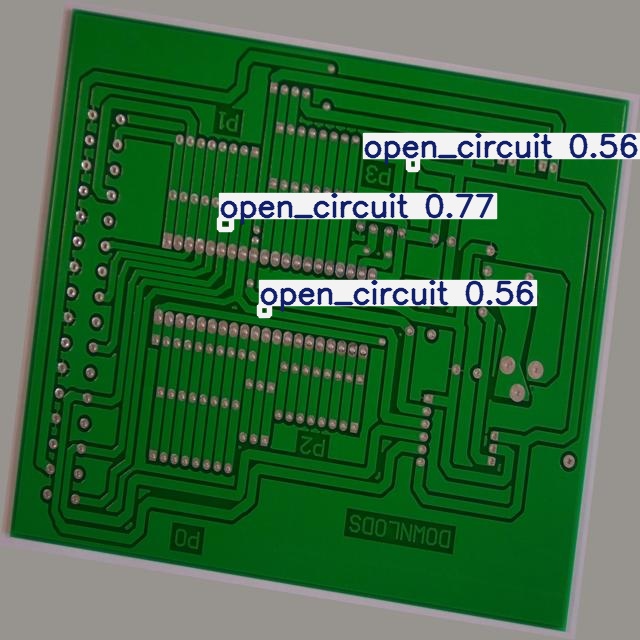 P1
open_circuit 0.56
P3
open_circuit 0.77
open_circuit 0.56
P2
DOWNLODS
P0